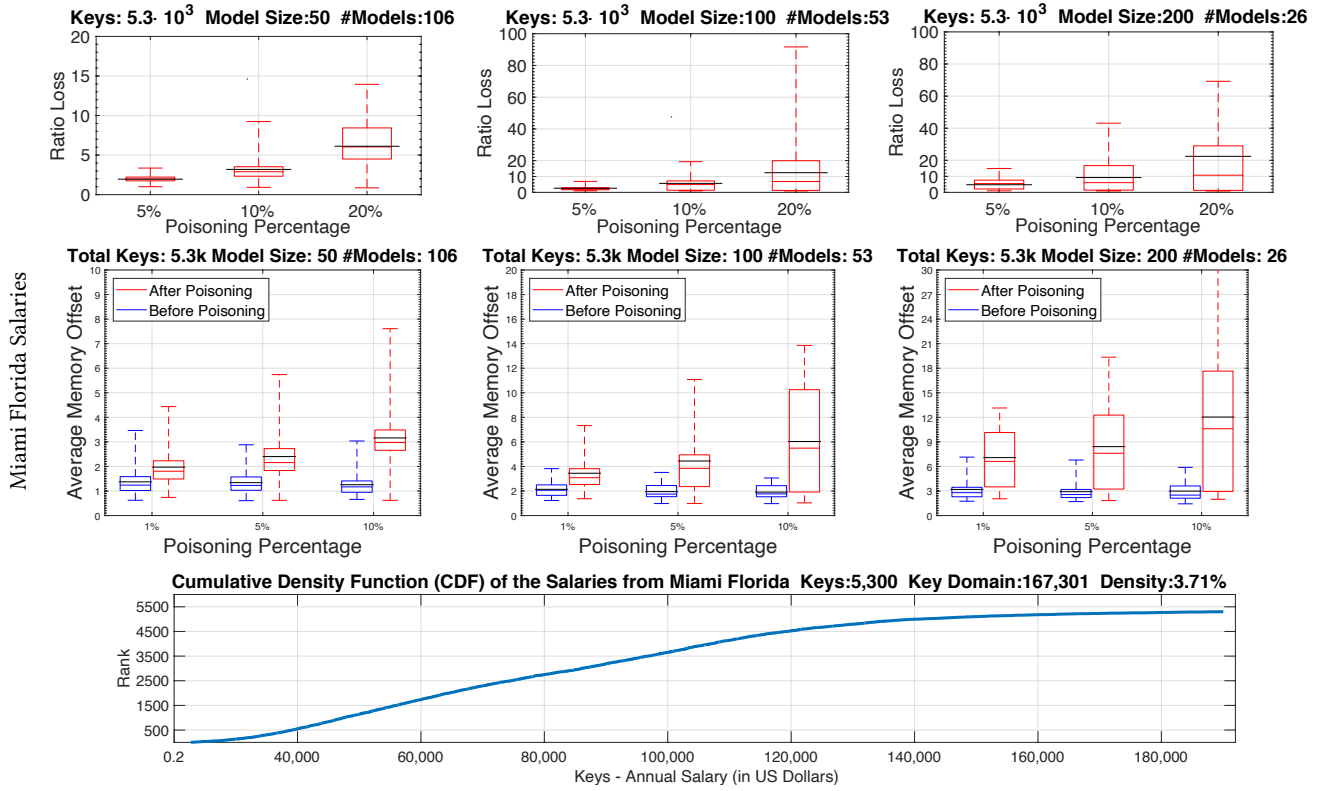 Keys: 5.3· 10³ Model Size:50 #Models:106
20
15
10
5
0
Ratio Loss
5% 10% 20%
Poisoning Percentage
Keys: 5.3· 10³ Model Size:100 #Models:53
100
80
60
40
20
10
0
Ratio Loss
5% 10% 20%
Poisoning Percentage
Keys: 5.3· 10³ Model Size:200 #Models:26
100
80
60
40
20
10
0
Ratio Loss
5% 10% 20%
Poisoning Percentage
Miami Florida Salaries
Total Keys: 5.3k Model Size: 50 #Models: 106
10
9
8
7
6
5
4
3
2
1
0
Average Memory Offset
After Poisoning
Before Poisoning
1% 5% 10%
Poisoning Percentage
Total Keys: 5.3k Model Size: 100 #Models: 53
20
18
16
14
12
10
8
6
4
2
0
Average Memory Offset
After Poisoning
Before Poisoning
1% 5% 10%
Poisoning Percentage
Total Keys: 5.3k Model Size: 200 #Models: 26
30
27
24
21
18
15
12
9
6
3
0
Average Memory Offset
After Poisoning
Before Poisoning
1% 5% 10%
Poisoning Percentage
Cumulative Density Function (CDF) of the Salaries from Miami Florida Keys:5,300 Key Domain:167,301 Density:3.71%
5500
4500
3500
2500
1500
500
Rank
0.2 40,000 60,000 80,000 100,000 120,000 140,000 160,000 180,000
Keys - Annual Salary (in US Dollars)